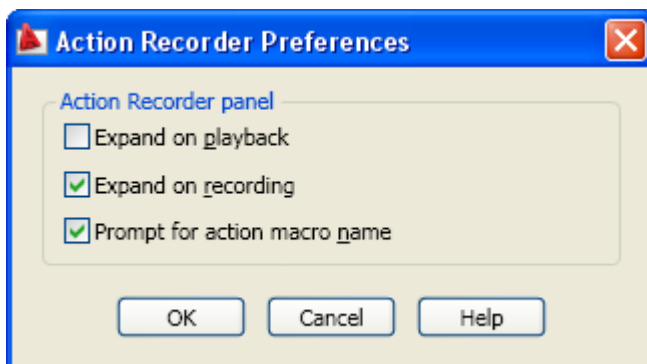 Action Recorder Preferences
Action Recorder panel
Expand on playback
Expand on recording
Prompt for action macro name
OK Cancel Help